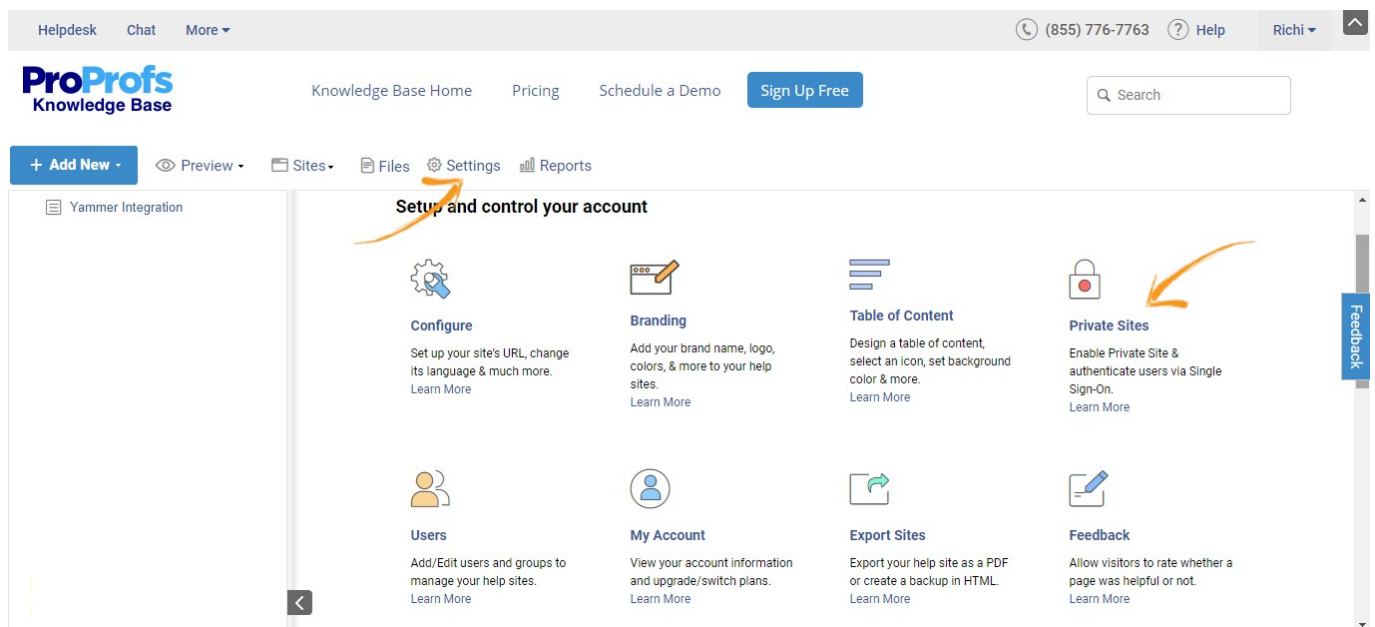 Helpdesk Chat More (855) 776-7763 ? Help Richi
ProProfs
Knowledge Base
Knowledge Base Home Pricing Schedule a Demo Sign Up Free Search
+ Add New Preview Sites Files Settings Reports
Yammer Integration
Setup and control your account
Configure
Set up your site's URL, change
its language & much more.
Learn More
Branding
Add your brand name, logo,
colors, & more to your help
sites.
Learn More
Table of Content
Design a table of content,
select an icon, set background
color & more.
Learn More
Private Sites
Enable Private Site &
authenticate users via Single
Sign-On.
Learn More
Feedback
Users
Add/Edit users and groups to
manage your help sites.
Learn More
My Account
View your account information
and upgrade/switch plans.
Learn More
Export Sites
Export your help site as a PDF
or create a backup in HTML.
Learn More
Feedback
Allow visitors to rate whether a
page was helpful or not.
Learn More